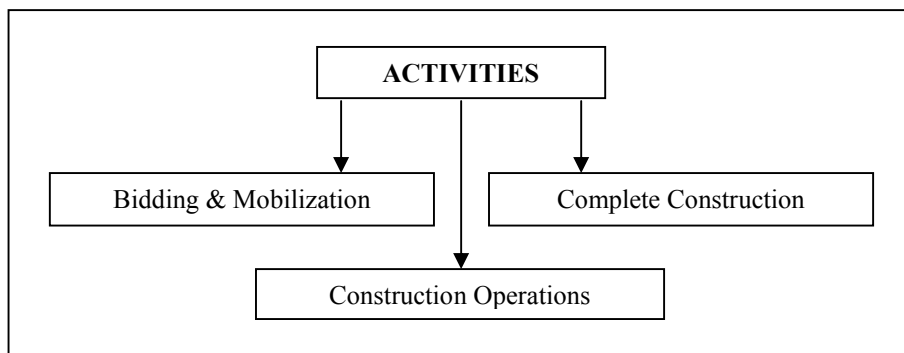 ACTIVITIES
Bidding & Mobilization
Complete Construction
Construction Operations